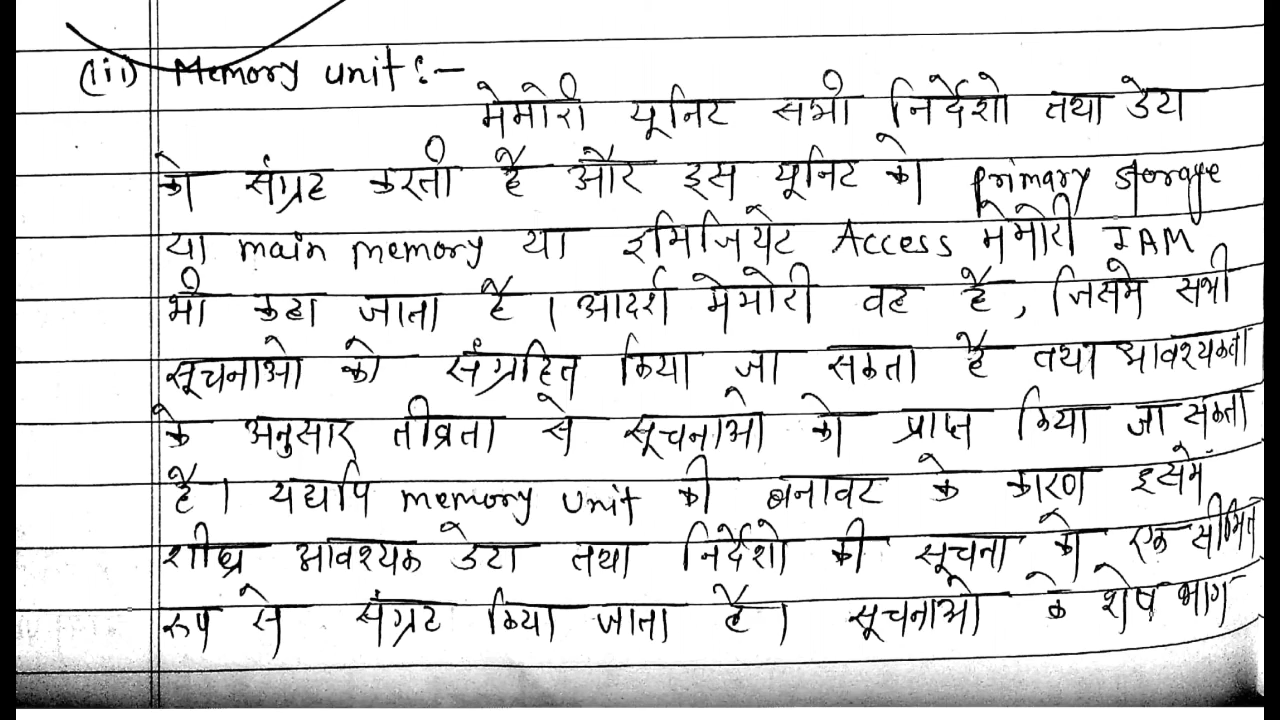 (iii) Memory unit :-
मेमोरी यूनिट सभी निर्देशो तथा डेटा
को संग्रह करती है और इस यूनिट को primary storage
या main memory या इमिजियेट Access मेमोरी IAM
भी कहा जाता है । आदर्श मेमोरी वह है , जिसमे सभी
सूचनाओ को संग्रहित किया जा सकता है तथा आवश्यकता
के अनुसार तीव्रता से सूचनाओ को प्राप्त किया जा सकता
है । यद्यपि memory unit की बनावट के कारण इसमें
शीघ्र आवश्यक डेटा तथा निर्देशो की सूचना को एक सीमित
रूप से संग्रह किया जाता है । सूचनाओ के शेष भाग